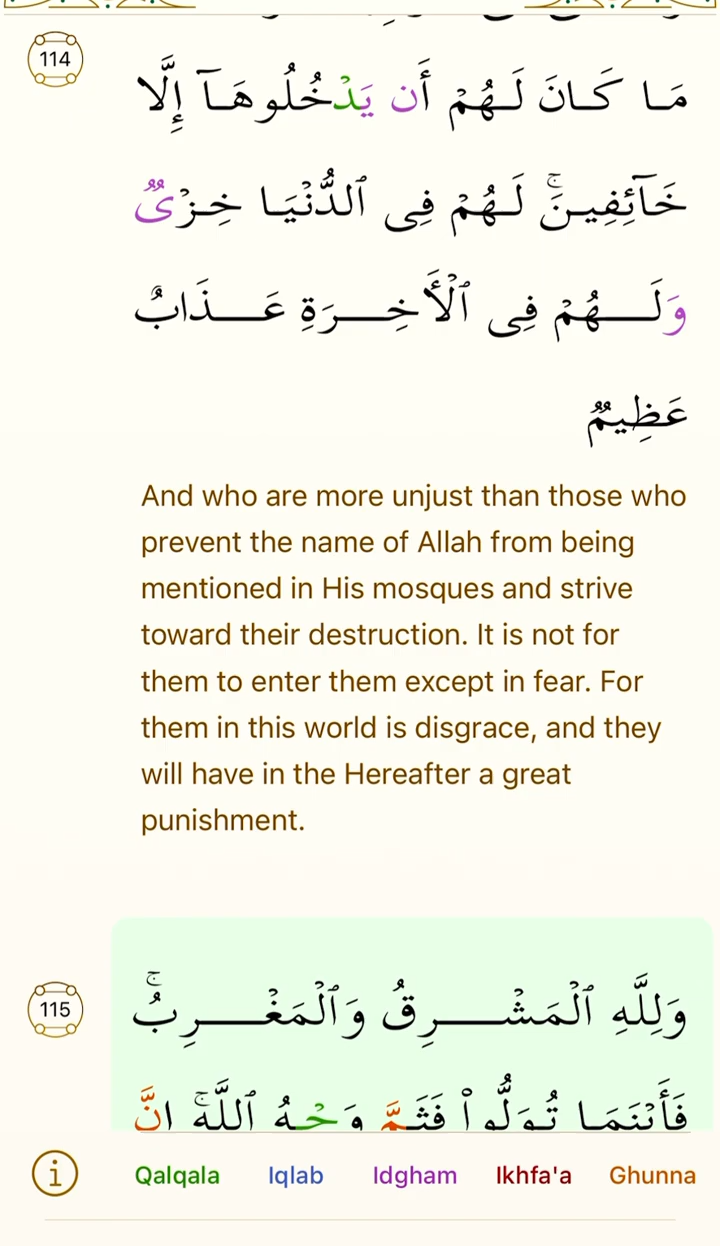 114
مَا كَانَ لَهُمْ أَن يَدْخُلُوهَآ إِلَّا
خَآئِفِينَۚ لَهُمْ فِى ٱلدُّنْيَا خِزْىٌ
وَلَهُمْ فِى ٱلْأَخِرَةِ عَذَابٌ
عَظِيمٌ
And who are more unjust than those who
prevent the name of Allah from being
mentioned in His mosques and strive
toward their destruction. It is not for
them to enter them except in fear. For
them in this world is disgrace, and they
will have in the Hereafter a great
punishment.
115
وَلِلَّهِ ٱلْمَشْرِقُ وَٱلْمَغْرِبُۚ
فَأَيْنَمَا تُوَلُّوا۟ فَثَمَّ وَجْهُ ٱللَّهِۚ إِنَّ
Qalqala Iqlab Idgham Ikhfa'a Ghunna